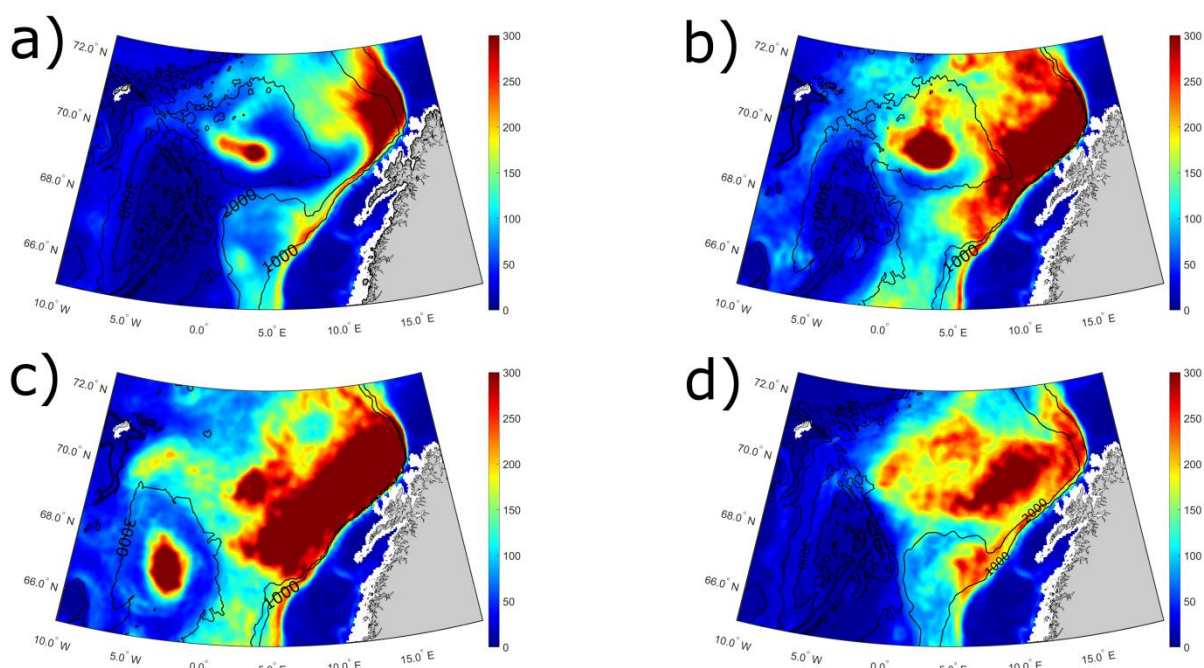 a)
72.0° N
70.0° N
68.0° N
66.0° N
10.0° W
5.0° W
0.0°
5.0° E
10.0° E
15.0° E
3000
2000
1000
300
250
200
150
100
50
0
b)
72.0° N
70.0° N
68.0° N
66.0° N
10.0° W
5.0° W
0.0°
5.0° E
10.0° E
15.0° E
3000
1000
300
250
200
150
100
50
0
c)
72.0° N
70.0° N
68.0° N
66.0° N
10.0° W
5.0° W
0.0°
5.0° E
10.0° E
15.0° E
3000
1000
300
250
200
150
100
50
0
d)
72.0° N
70.0° N
68.0° N
66.0° N
10.0° W
5.0° W
0.0°
5.0° E
10.0° E
15.0° E
3000
2000
1000
300
250
200
150
100
50
0